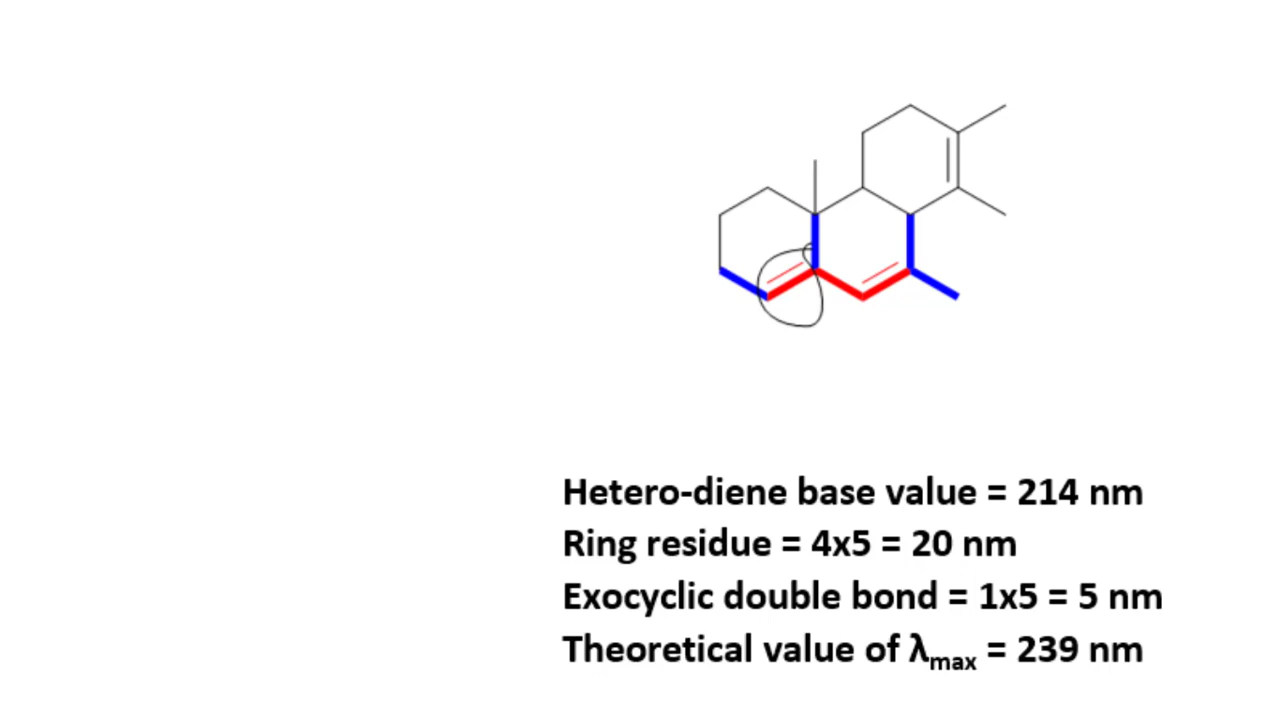 Hetero-diene base value = 214 nm
Ring residue = 4x5 = 20 nm
Exocyclic double bond = 1x5 = 5 nm
Theoretical value of λmax = 239 nm